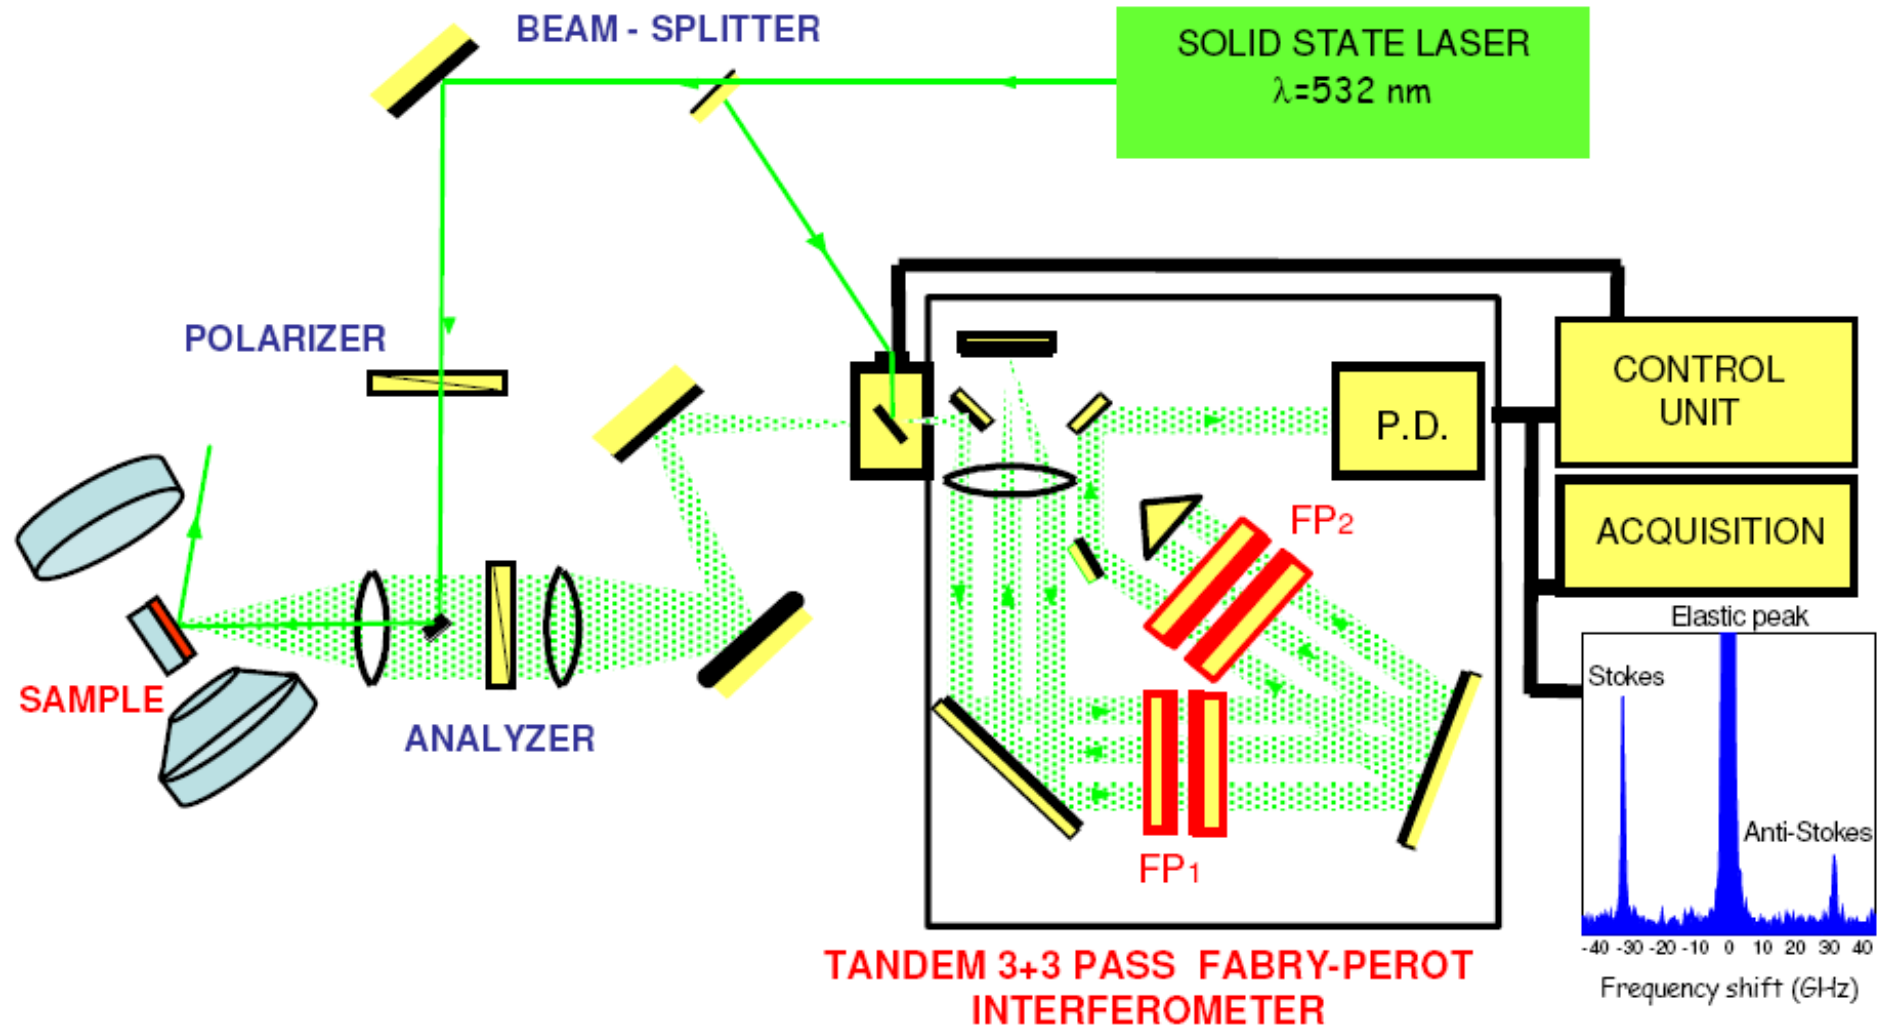 BEAM - SPLITTER
SOLID STATE LASER
λ=532 nm
POLARIZER
CONTROL
UNIT
P.D.
FP2
ACQUISITION
Elastic peak
Stokes
SAMPLE
ANALYZER
Anti-Stokes
FP1
-40 -30 -20 -10 0 10 20 30 40
Frequency shift (GHz)
TANDEM 3+3 PASS FABRY-PEROT
INTERFEROMETER